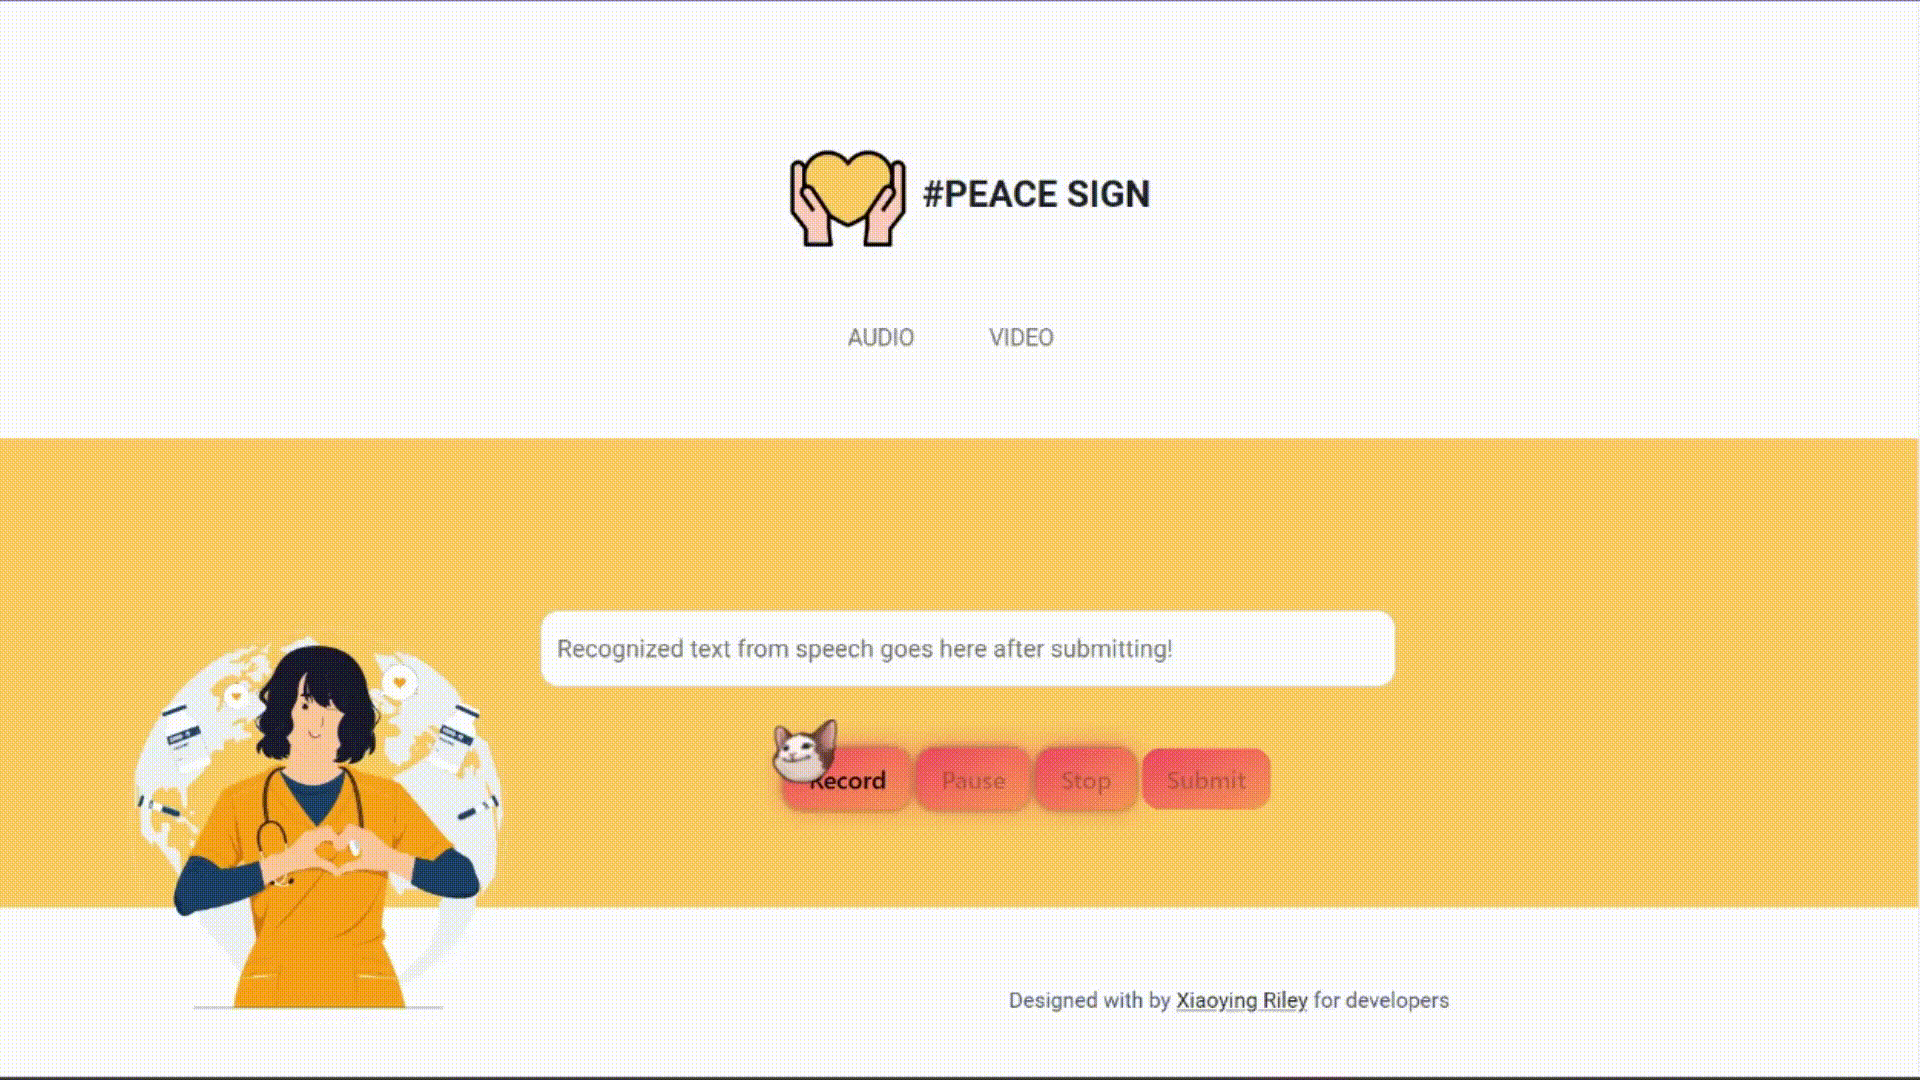 #PEACE SIGN
AUDIO VIDEO
Recognized text from speech goes here after submitting!
Record Pause Stop Submit
Designed with by Xiaoying Riley for developers